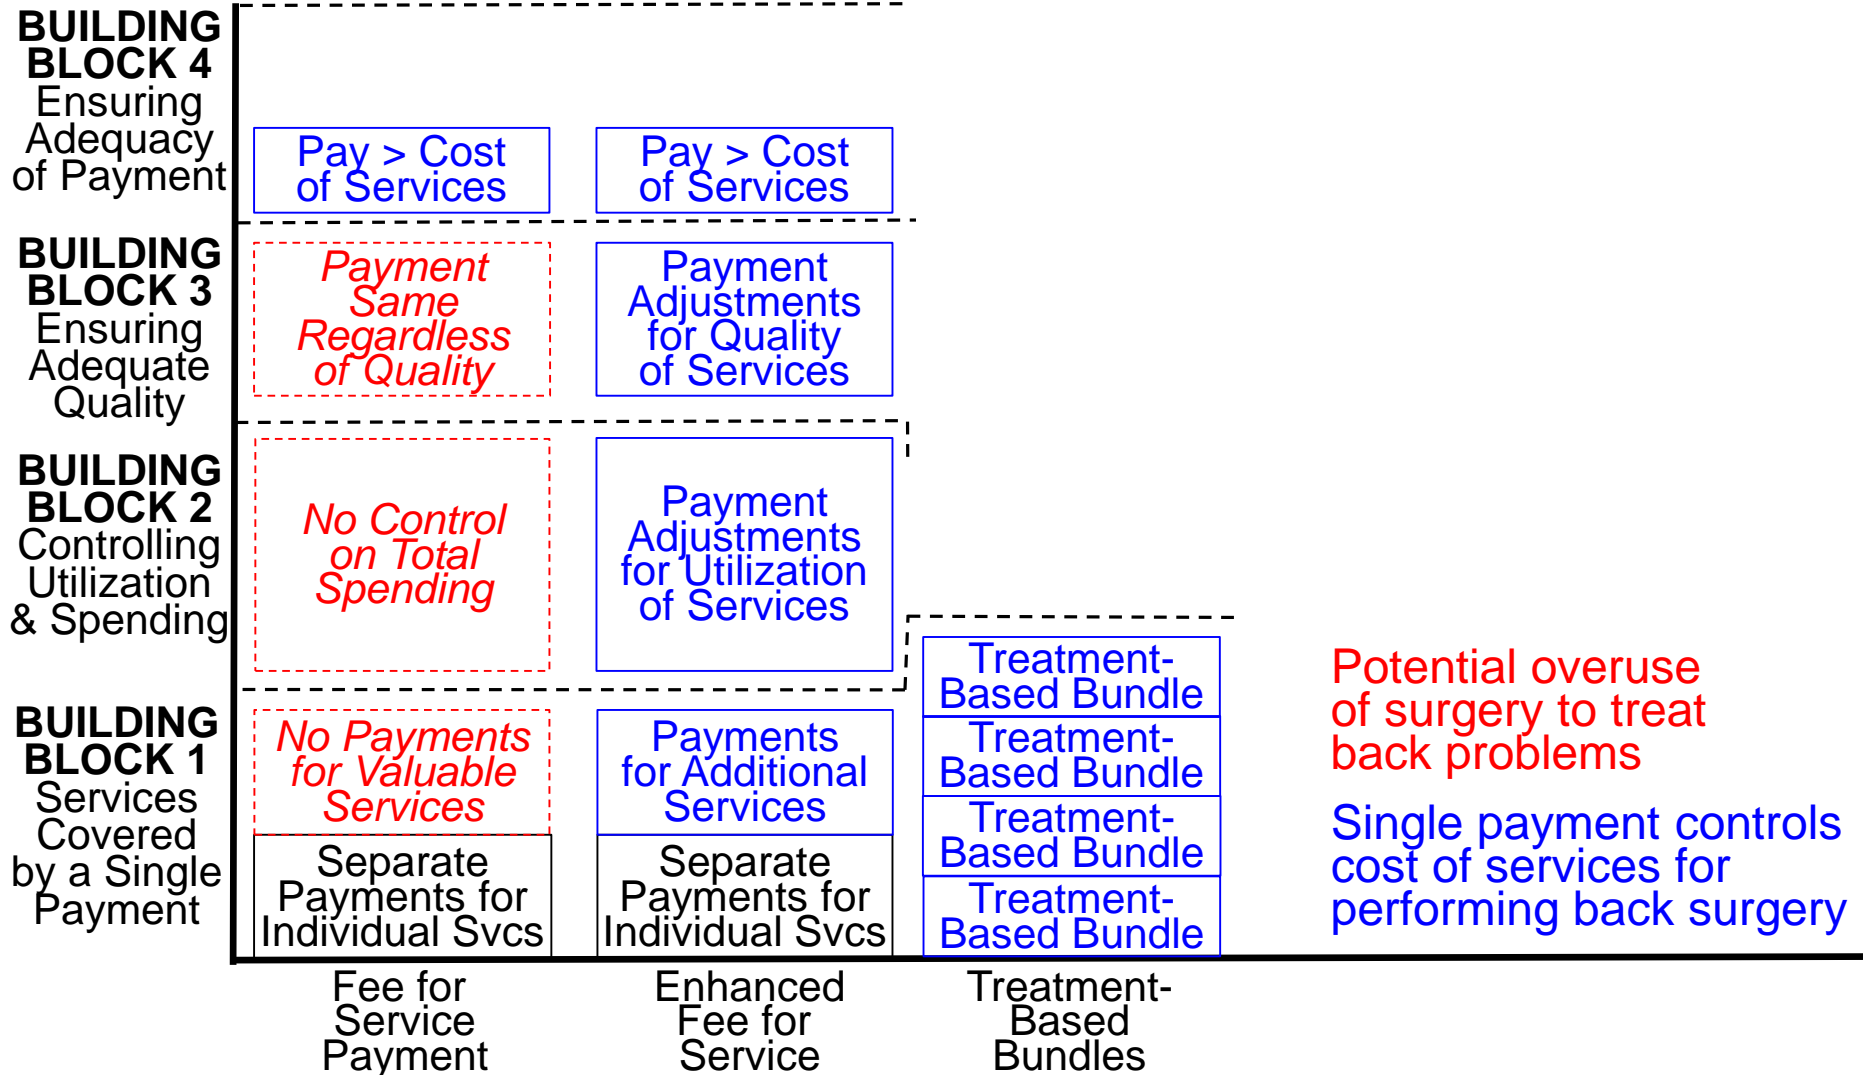 BUILDING
BLOCK 4
Ensuring
Adequacy
of Payment
Pay > Cost
of Services
Pay > Cost
of Services
BUILDING
BLOCK 3
Ensuring
Adequate
Quality
Payment
Same
Regardless
of Quality
Payment
Adjustments
for Quality
of Services
BUILDING
BLOCK 2
Controlling
Utilization
& Spending
No Control
on Total
Spending
Payment
Adjustments
for Utilization
of Services
BUILDING
BLOCK 1
Services
Covered
by a Single
Payment
No Payments
for Valuable
Services
Separate
Payments for
Individual Svcs
Payments
for Additional
Services
Separate
Payments for
Individual Svcs
Treatment-
Based Bundle
Treatment-
Based Bundle
Treatment-
Based Bundle
Treatment-
Based Bundle
Potential overuse
of surgery to treat
back problems
Single payment controls
cost of services for
performing back surgery
Fee for
Service
Payment
Enhanced
Fee for
Service
Treatment-
Based
Bundles